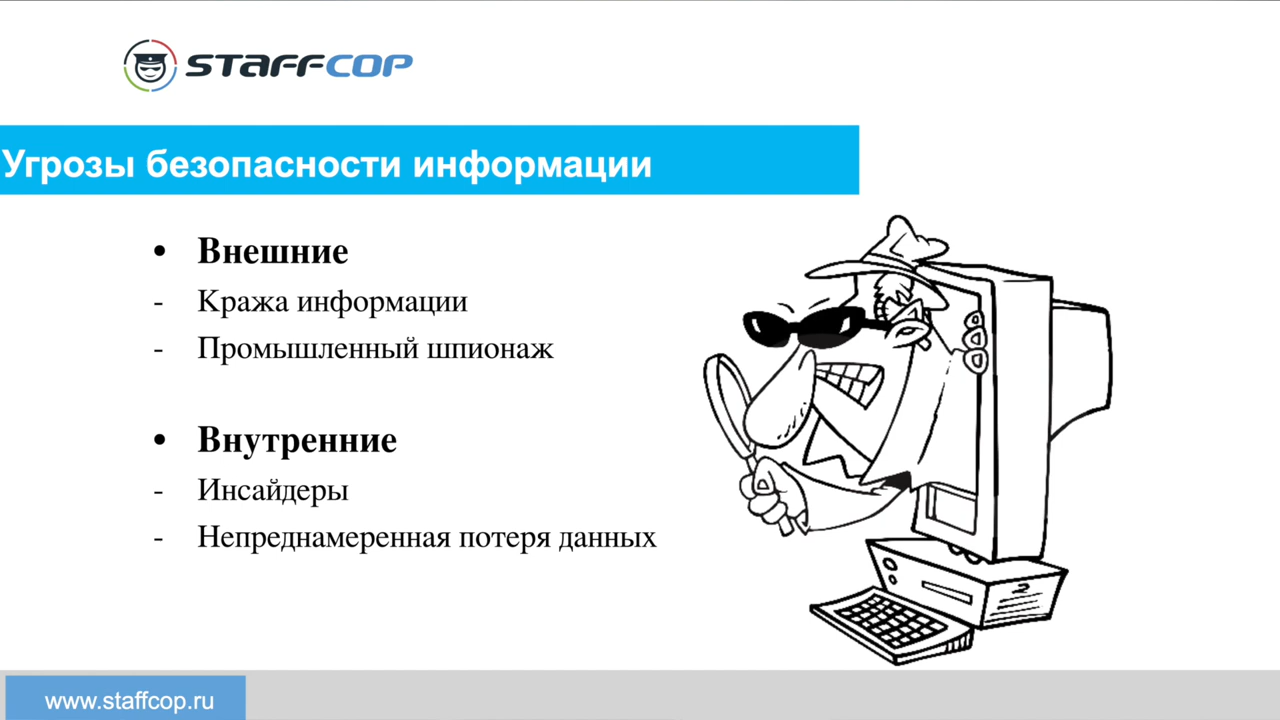 STAFFCOP
Угрозы безопасности информации
• Внешние
- Кража информации
- Промышленный шпионаж
• Внутренние
- Инсайдеры
- Непреднамеренная потеря данных
www.staffcop.ru